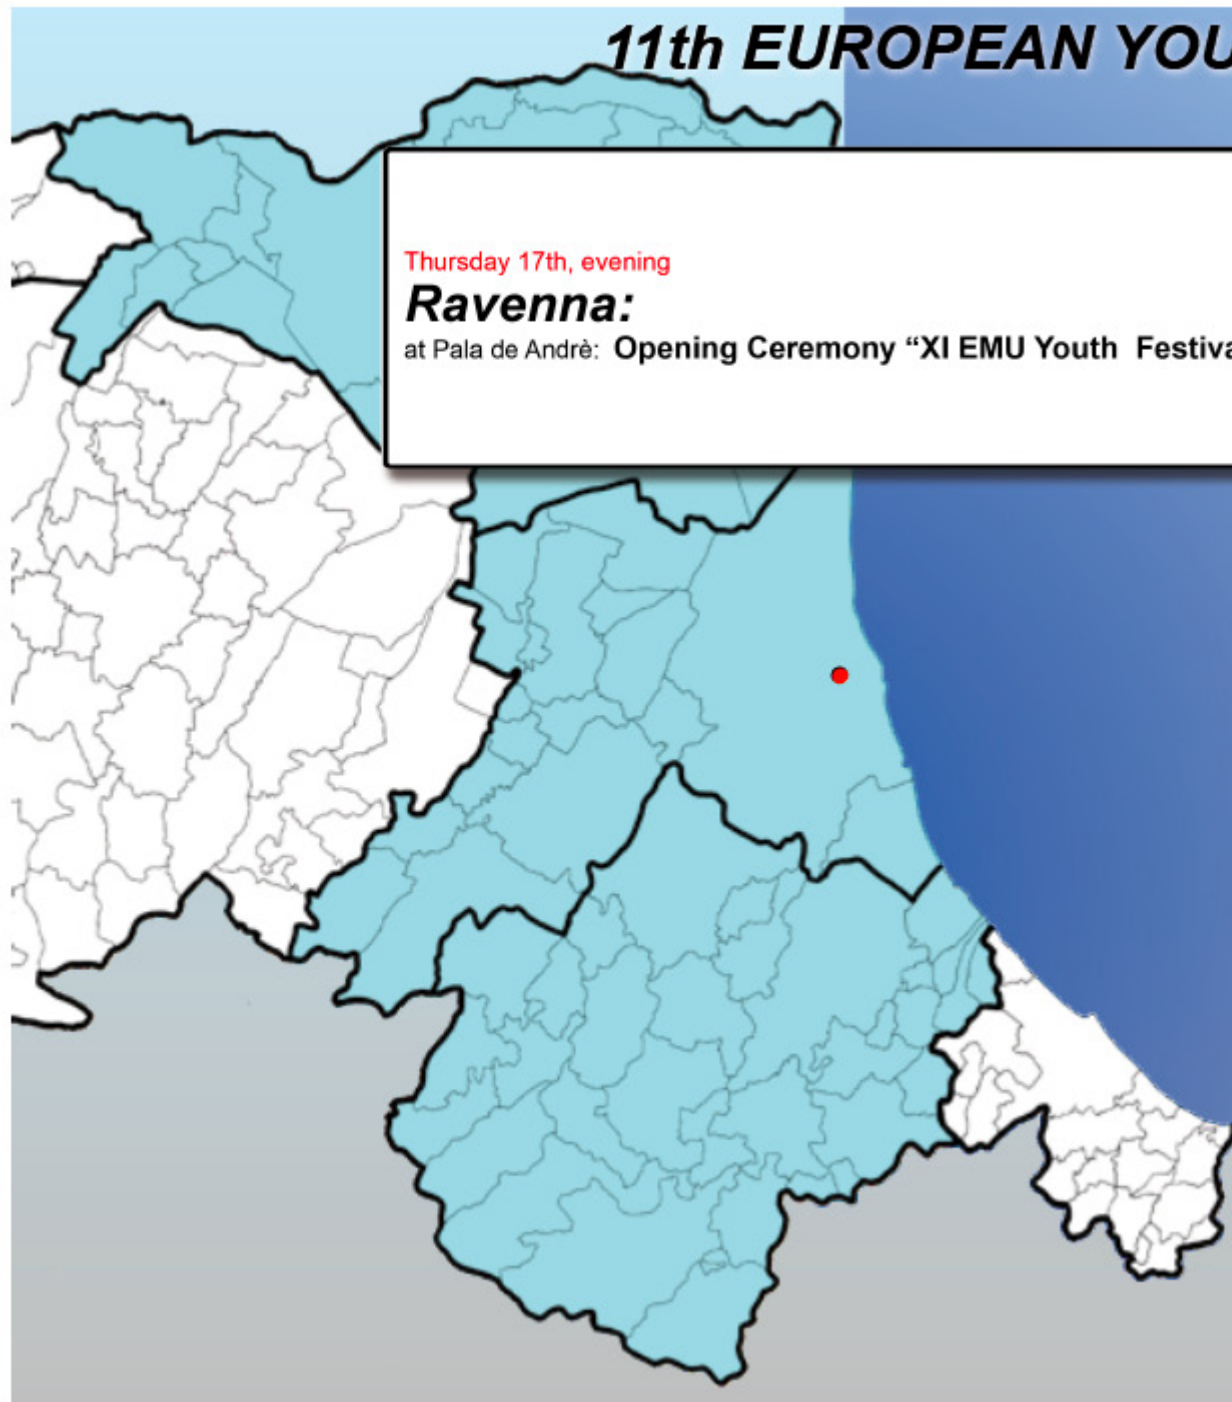 11th EUROPEAN YOU
Thursday 17th, evening
Ravenna:
at Pala de Andrè: Opening Ceremony “XI EMU Youth Festiva